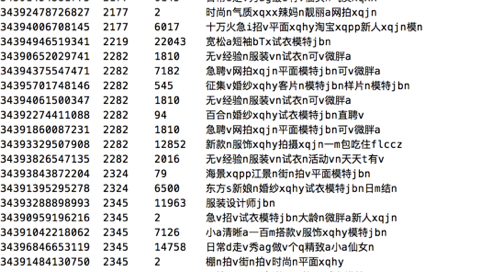 34392478726827 2177 2 时尚n气质xqxx辣妈n靓丽a网拍xqjn
34394006708145 2177 6017 十万火急i招v平面xqhy淘宝xqpp新人xqjn模n
34394946519341 2219 22043 宽松a短袖bTx试衣模特jbn
34390652029741 2282 1810 无v经验n服装vn试衣n可v微胖a
34394375547471 2282 7182 急聘v网拍xqjn平面模特jbn可v微胖a
34395701748146 2282 545 征集v婚纱xqhy客片n模特jbn样片n模特jbn
34394061500347 2282 1810 无v经验n服装vn试衣n可v微胖a
34392274411088 2282 94 百合n婚纱xqhy试衣模特jbn直聘v
34391860087231 2282 1810 急聘v网拍xqjn平面模特jbn可v微胖a
34393329507908 2282 12852 新款n服饰xqhy拍摄xqjn一m包吃住flccz
34393826547135 2282 2016 无v经验n服装vn试衣n活动vn天天t有v
34393843872204 2324 79 海景xqpp江景n街n拍v平面模特jbn
34391395295278 2324 6500 东方s新娘n婚纱xqhy试衣模特jbn日m结n
34393288898993 2345 11963 服装设计师jbn
34390959196216 2345 2 急v招v试衣模特jbn大龄n微胖a新人xqjn
34391042218062 2345 7126 小a清晰a一百m搭款v服饰xqhy模特jbn
34396846653119 2345 14758 日常d走v秀ag做v个q精致a小a仙女n
34391484130750 2345 2 棚n拍v街n拍v时尚n平面xqhy